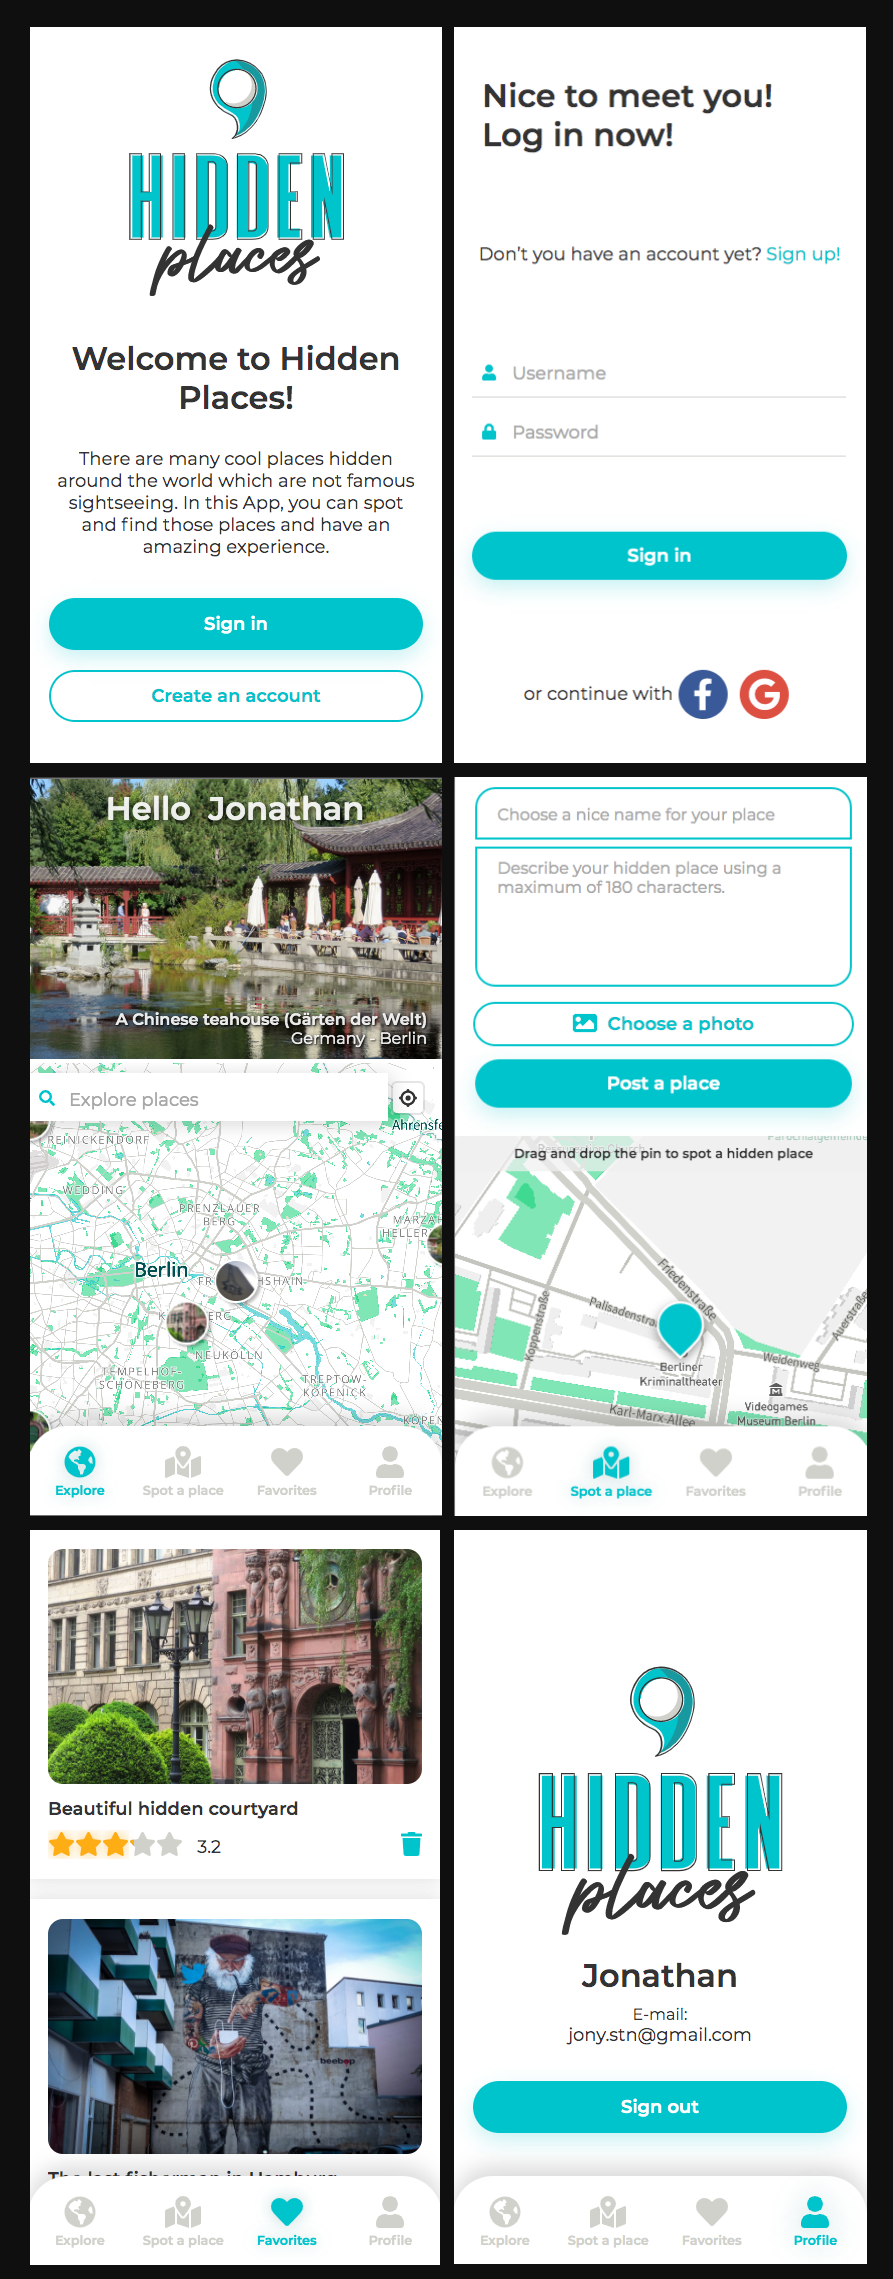 HIDDEN
places
Welcome to Hidden
Places!
There are many cool places hidden
around the world which are not famous
sightseeing. In this App, you can spot
and find those places and have an
amazing experience.
Sign in
Create an account
Nice to meet you!
Log in now!
Don't you have an account yet? Sign up!
Username
Password
Sign in
or continue with
Hello Jonathan
A Chinese teahouse (Gärten der Welt)
Germany - Berlin
Explore places
Ahrensfe
REINICKENDORF
WEDDING
PRENZLAUER
BERG
MARZAH
HELLER
Berlin
FR HSHAIN
K ERG
NEUKÖLLN
TEMPELHOF-
SCHÖNEBERG
TREPTOW-
KÖPENICK
KÖPEN
Explore
Spot a place
Favorites
Profile
Choose a nice name for your place
Describe your hidden place using a
maximum of 180 characters.
Choose a photo
Post a place
Drag and drop the pin to spot a hidden place
Friedenstraße
Palisadenstra
Koppenstraße
Auerstraße
Berliner
Kriminaltheater
Weidenweg
Videogames
Museum Berlin
Karl-Marx-Allee
Explore
Spot a place
Favorites
Profile
Beautiful hidden courtyard
3.2
beebop
The last fisherman in Hamburg
Explore
Spot a place
Favorites
Profile
HIDDEN
places
Jonathan
E-mail:
jony.stn@gmail.com
Sign out
Explore
Spot a place
Favorites
Profile